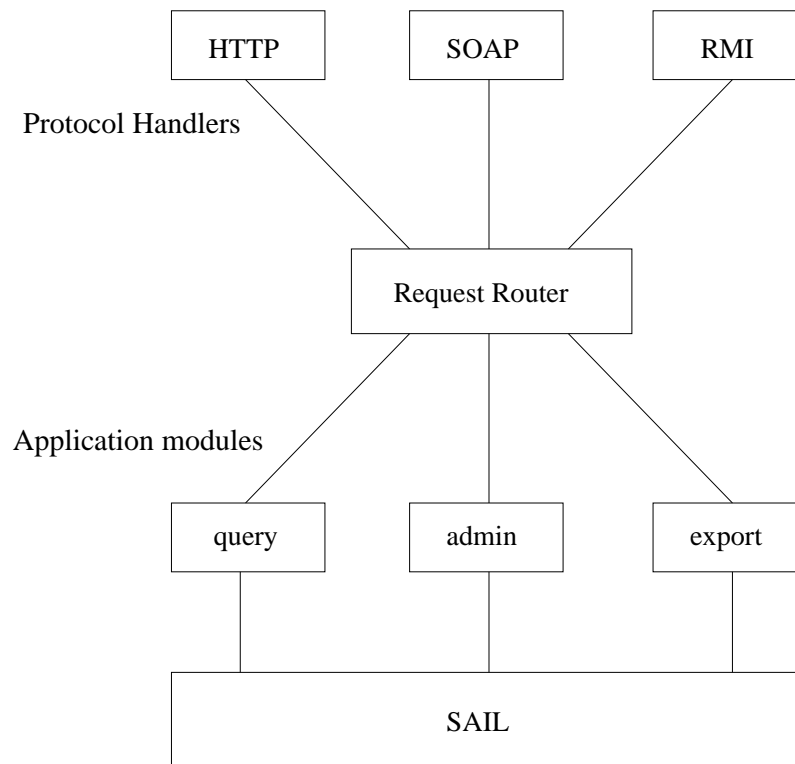 HTTP
SOAP
RMI
Protocol Handlers
Request Router
Application modules
query
admin
export
SAIL